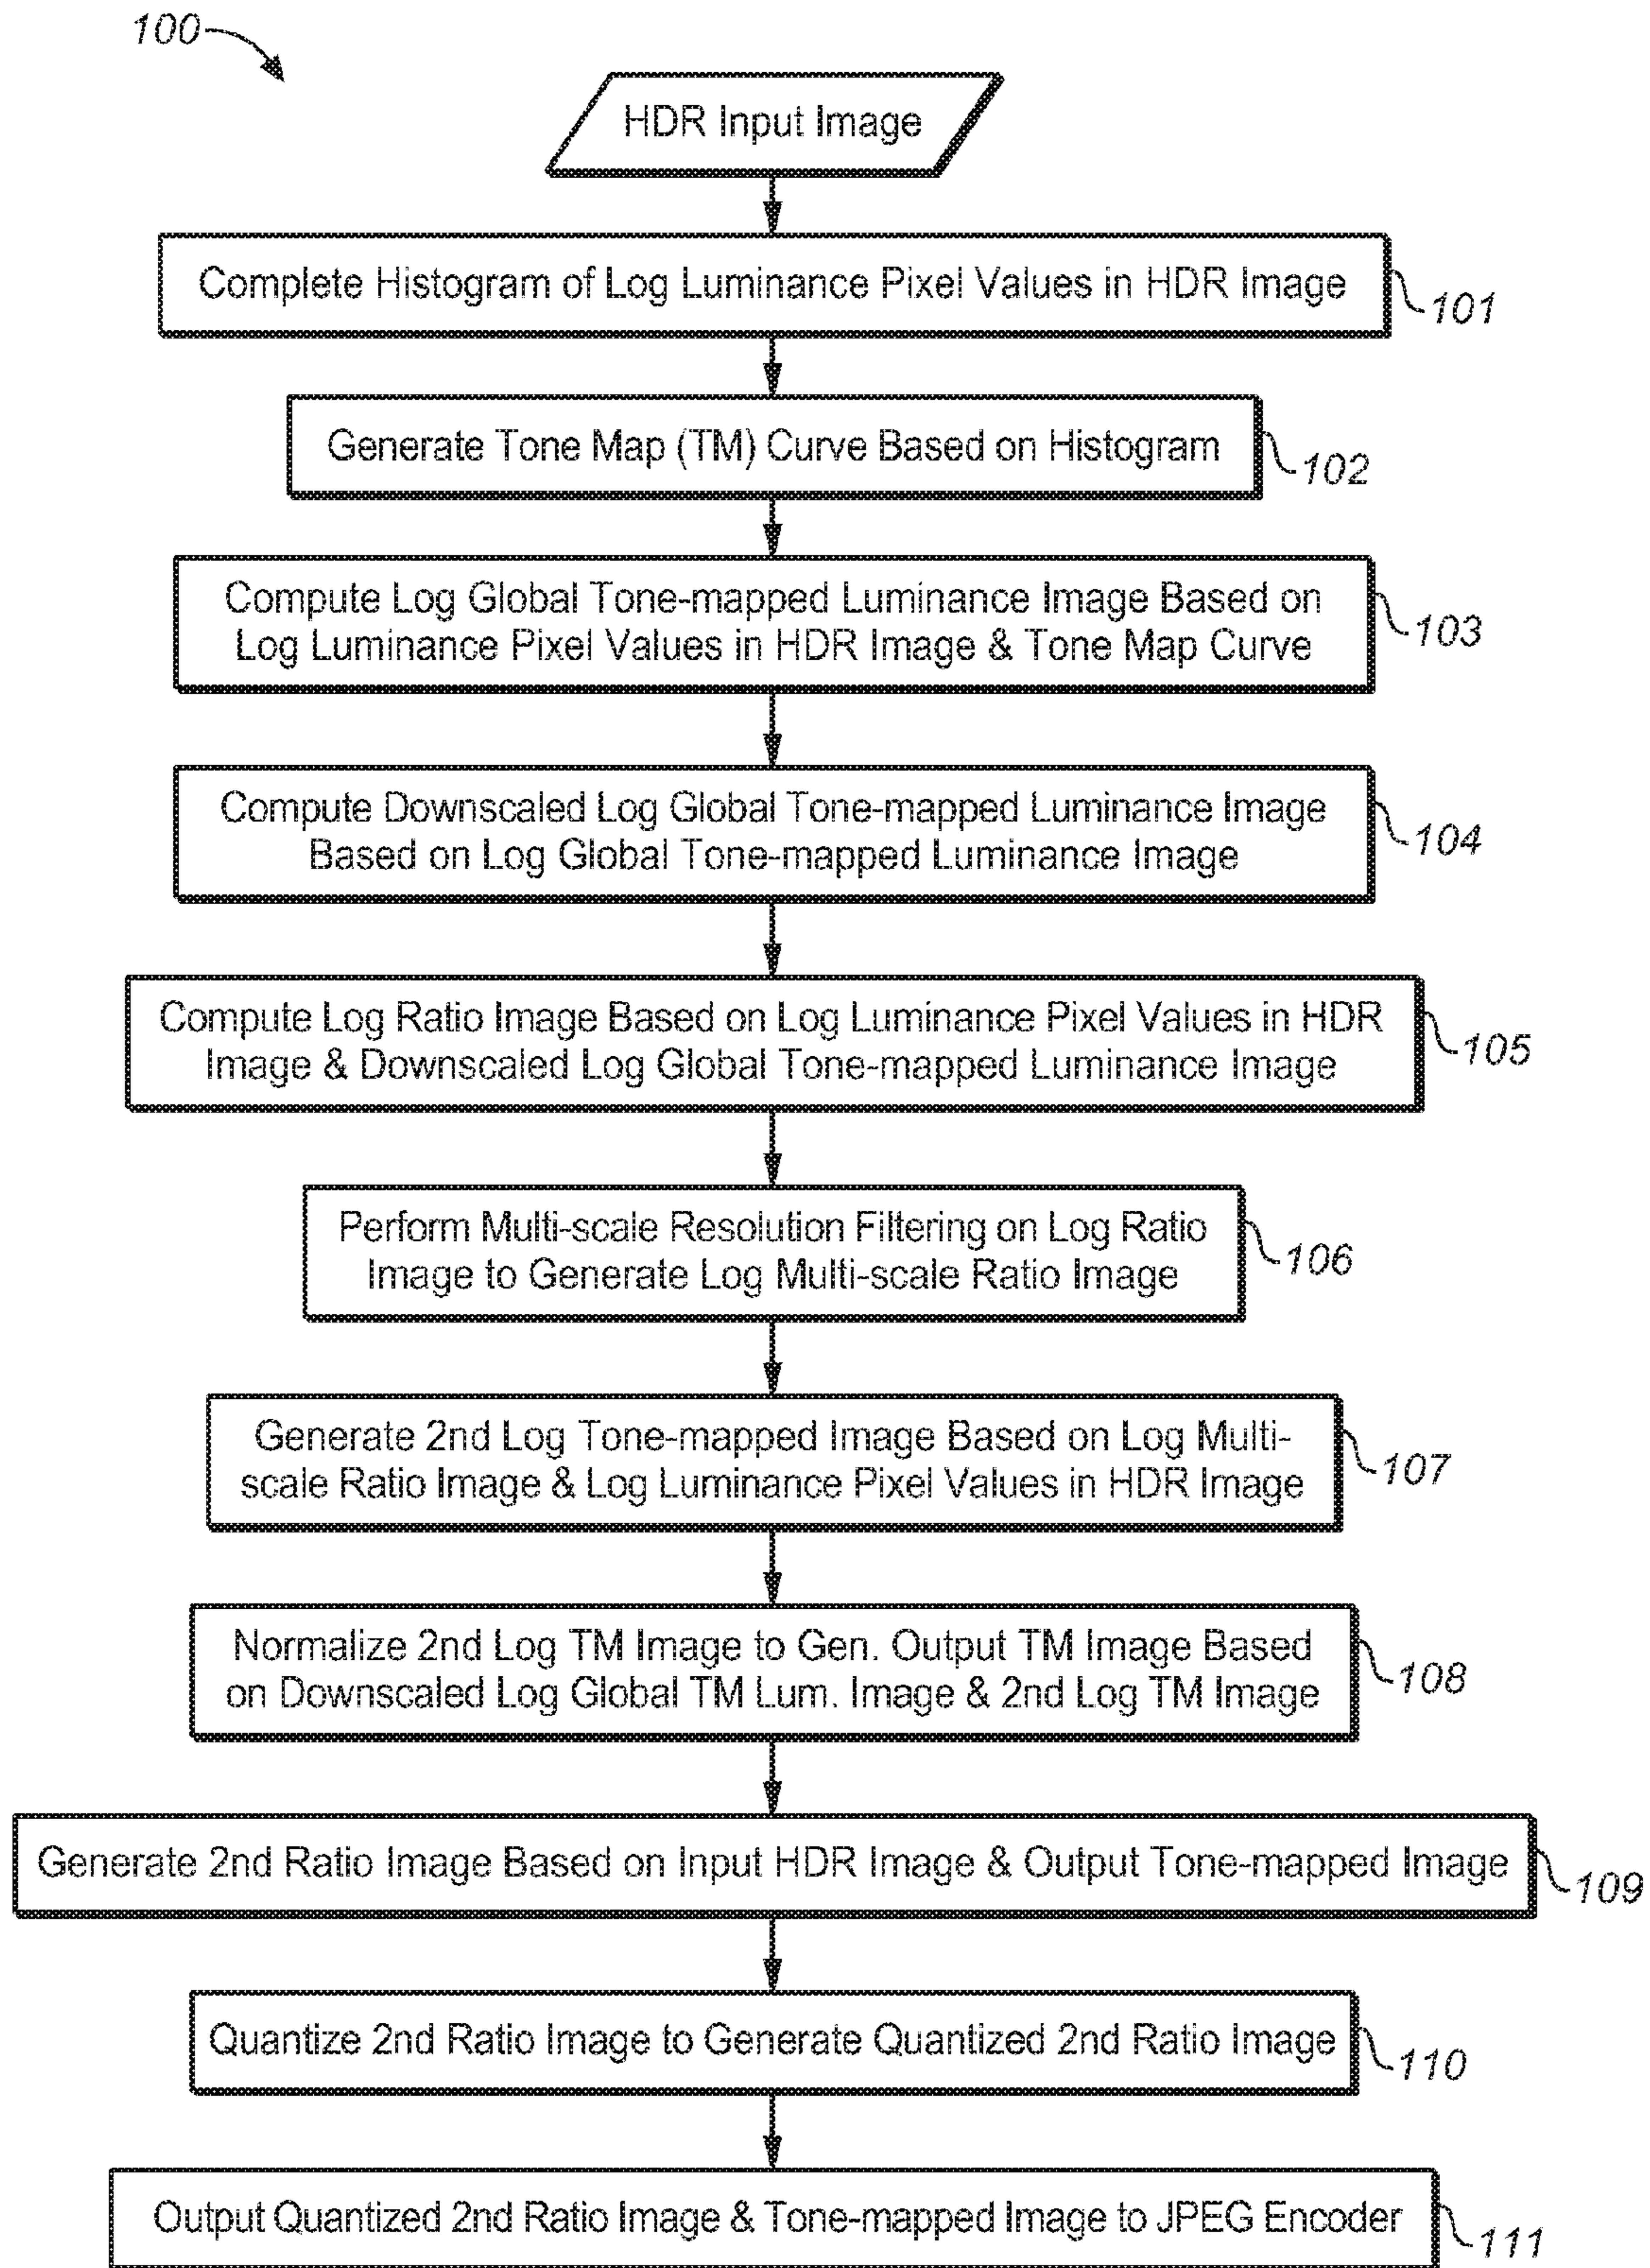 100
HDR Input Image
Complete Histogram of Log Luminance Pixel Values in HDR Image
101
Generate Tone Map (TM) Curve Based on Histogram
102
Compute Log Global Tone-mapped Luminance Image Based on
Log Luminance Pixel Values in HDR Image & Tone Map Curve
103
Compute Downscaled Log Global Tone-mapped Luminance Image
Based on Log Global Tone-mapped Luminance Image
104
Compute Log Ratio Image Based on Log Luminance Pixel Values in HDR
Image & Downscaled Log Global Tone-mapped Luminance Image
105
Perform Multi-scale Resolution Filtering on Log Ratio
Image to Generate Log Multi-scale Ratio Image
106
Generate 2nd Log Tone-mapped Image Based on Log Multi-
scale Ratio Image & Log Luminance Pixel Values in HDR Image
107
Normalize 2nd Log TM Image to Gen. Output TM Image Based
on Downscaled Log Global TM Lum. Image & 2nd Log TM Image
108
Generate 2nd Ratio Image Based on Input HDR Image & Output Tone-mapped Image
109
Quantize 2nd Ratio Image to Generate Quantized 2nd Ratio Image
110
Output Quantized 2nd Ratio Image & Tone-mapped Image to JPEG Encoder
111